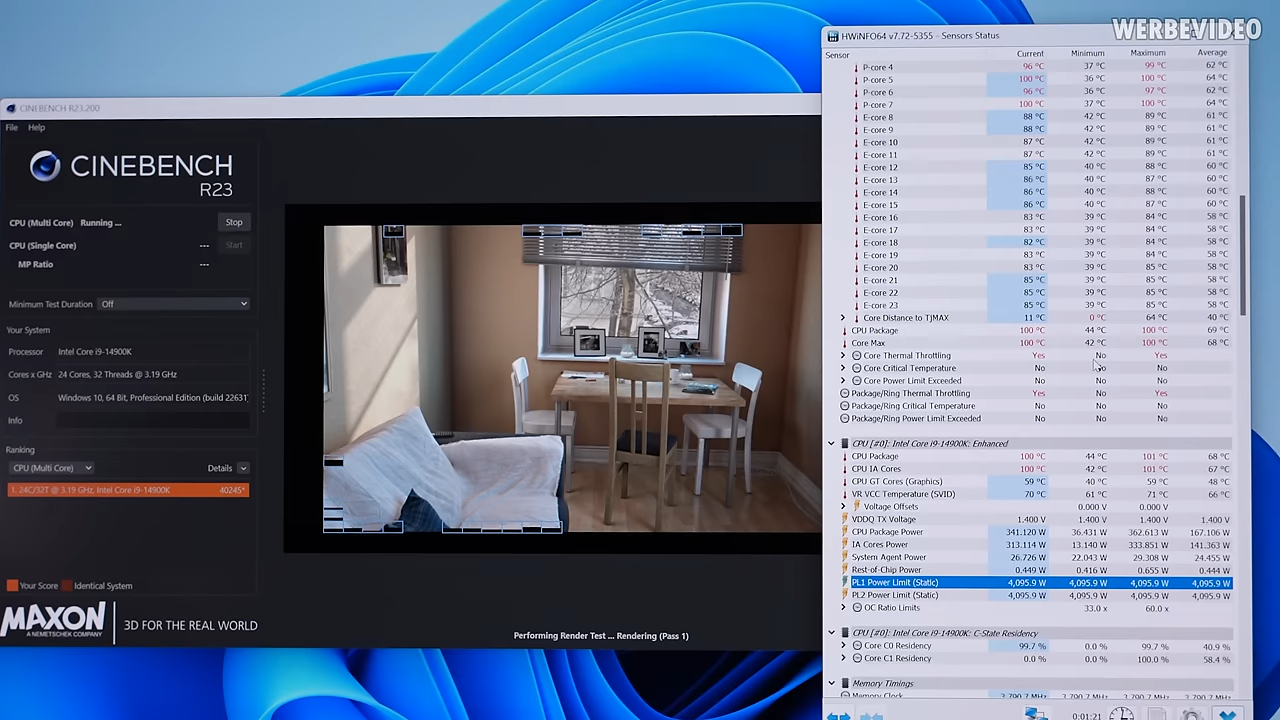 WERBEVIDEO
CINEBENCH R23.200
File Help
CINEBENCH
R23
CPU (Multi Core) Running ... Stop
CPU (Single Core) --- Start
MP Ratio ---
Minimum Test Duration Off
Your System
Processor Intel Core i9-14900K
Cores x GHz 24 Cores, 32 Threads @ 3.19 GHz
OS Windows 10, 64 Bit, Professional Edition (build 22631)
Info
Ranking
CPU (Multi Core) Details
1. 24C/32T @ 3.19 GHz, Intel Core i9-14900K 40245*
Your Score Identical System
MAXON
A NEMETSCHEK COMPANY
3D FOR THE REAL WORLD
Performing Render Test ... Rendering (Pass 1)
HWiNFO64 v7.72-5355 - Sensors Status
Sensor Current Minimum Maximum Average
P-core 4 96 °C 37 °C 99 °C 62 °C
P-core 5 100 °C 36 °C 100 °C 64 °C
P-core 6 96 °C 36 °C 97 °C 62 °C
P-core 7 100 °C 37 °C 100 °C 64 °C
E-core 8 88 °C 42 °C 89 °C 61 °C
E-core 9 88 °C 42 °C 89 °C 61 °C
E-core 10 87 °C 42 °C 89 °C 61 °C
E-core 11 87 °C 42 °C 89 °C 61 °C
E-core 12 85 °C 40 °C 88 °C 60 °C
E-core 13 86 °C 40 °C 87 °C 60 °C
E-core 14 86 °C 40 °C 88 °C 60 °C
E-core 15 86 °C 40 °C 87 °C 60 °C
E-core 16 83 °C 39 °C 84 °C 58 °C
E-core 17 83 °C 39 °C 84 °C 58 °C
E-core 18 82 °C 39 °C 84 °C 58 °C
E-core 19 83 °C 39 °C 84 °C 58 °C
E-core 20 83 °C 39 °C 85 °C 58 °C
E-core 21 85 °C 39 °C 85 °C 58 °C
E-core 22 85 °C 39 °C 85 °C 58 °C
E-core 23 85 °C 39 °C 85 °C 58 °C
Core Distance to TjMAX 11 °C 0 °C 64 °C 40 °C
CPU Package 100 °C 44 °C 100 °C 69 °C
Core Max 100 °C 42 °C 100 °C 68 °C
Core Thermal Throttling Yes No Yes
Core Critical Temperature No No No
Core Power Limit Exceeded No No No
Package/Ring Thermal Throttling Yes No Yes
Package/Ring Critical Temperature No No No
Package/Ring Power Limit Exceeded No No No
CPU [#0]: Intel Core i9-14900K: Enhanced
CPU Package 100 °C 44 °C 101 °C 68 °C
CPU IA Cores 100 °C 42 °C 101 °C 67 °C
CPU GT Cores (Graphics) 59 °C 40 °C 59 °C 48 °C
VR VCC Temperature (SVID) 70 °C 61 °C 71 °C 66 °C
Voltage Offsets 0.000 V 0.000 V
VDDQ TX Voltage 1.400 V 1.400 V 1.400 V 1.400 V
CPU Package Power 341.120 W 36.431 W 362.613 W 167.106 W
IA Cores Power 313.114 W 13.140 W 333.851 W 141.363 W
System Agent Power 26.726 W 22.043 W 29.308 W 24.455 W
Rest-of-Chip Power 0.449 W 0.416 W 0.655 W 0.444 W
PL1 Power Limit (Static) 4,095.9 W 4,095.9 W 4,095.9 W 4,095.9 W
PL2 Power Limit (Static) 4,095.9 W 4,095.9 W 4,095.9 W 4,095.9 W
OC Ratio Limits 33.0 x 60.0 x
CPU [#0]: Intel Core i9-14900K: C-State Residency
Core C0 Residency 99.7 % 0.0 % 99.7 % 40.9 %
Core C1 Residency 0.0 % 0.0 % 100.0 % 58.4 %
Memory Timings
Memory Clock 3,790.7 MHz 3,790.7 MHz 3,790.7 MHz 3,790.7 MHz
0:01:21